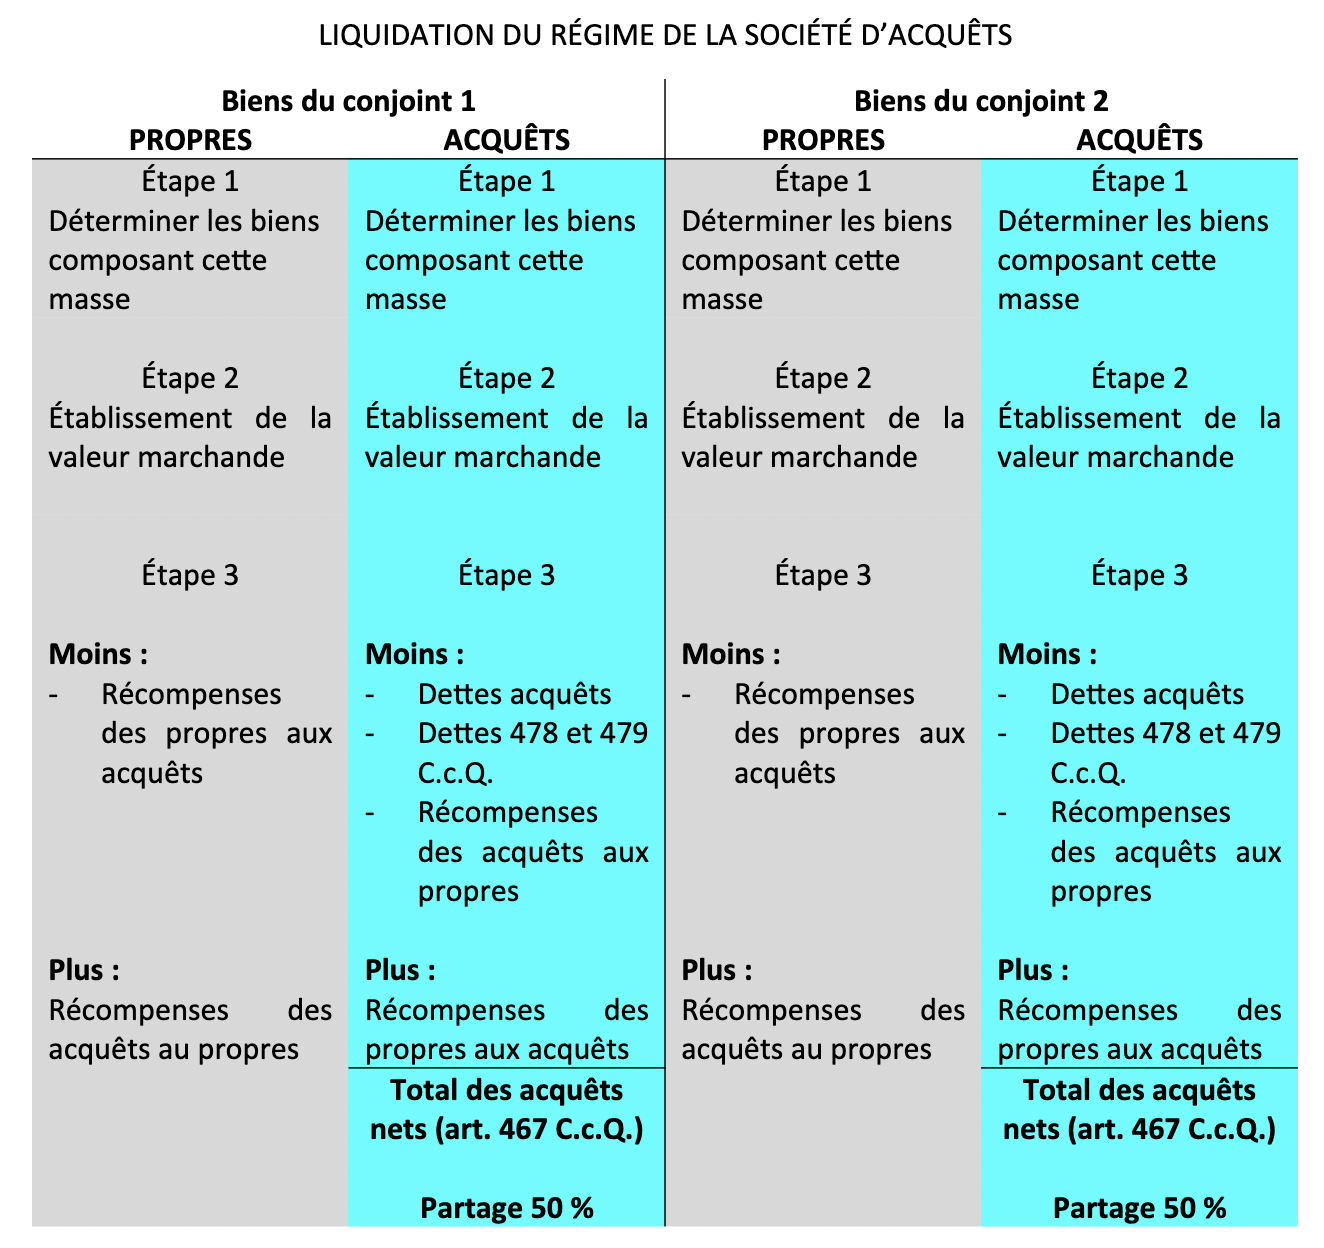 LIQUIDATION DU RÉGIME DE LA SOCIÉTÉ D’ACQUÊTS
Biens du conjoint 1
PROPRES
ACQUÊTS
Étape 1
Déterminer les biens
composant cette
masse
Étape 2
Établissement de la
valeur marchande
Étape 3
Moins :
- Récompenses
des propres aux
acquêts
Plus :
Récompenses des
acquêts au propres
Étape 1
Déterminer les biens
composant cette
masse
Étape 2
Établissement de la
valeur marchande
Étape 3
Moins :
- Dettes acquêts
- Dettes 478 et 479
C.c.Q.
- Récompenses
des acquêts aux
propres
Plus :
Récompenses des
propres aux acquêts
Total des acquêts
nets (art. 467 C.c.Q.)
Partage 50 %
Biens du conjoint 2
PROPRES
ACQUÊTS
Étape 1
Déterminer les biens
composant cette
masse
Étape 2
Établissement de la
valeur marchande
Étape 3
Moins :
- Récompenses
des propres aux
acquêts
Plus :
Récompenses des
acquêts au propres
Étape 1
Déterminer les biens
composant cette
masse
Étape 2
Établissement de la
valeur marchande
Étape 3
Moins :
- Dettes acquêts
- Dettes 478 et 479
C.c.Q.
- Récompenses
des acquêts aux
propres
Plus :
Récompenses des
propres aux acquêts
Total des acquêts
nets (art. 467 C.c.Q.)
Partage 50 %